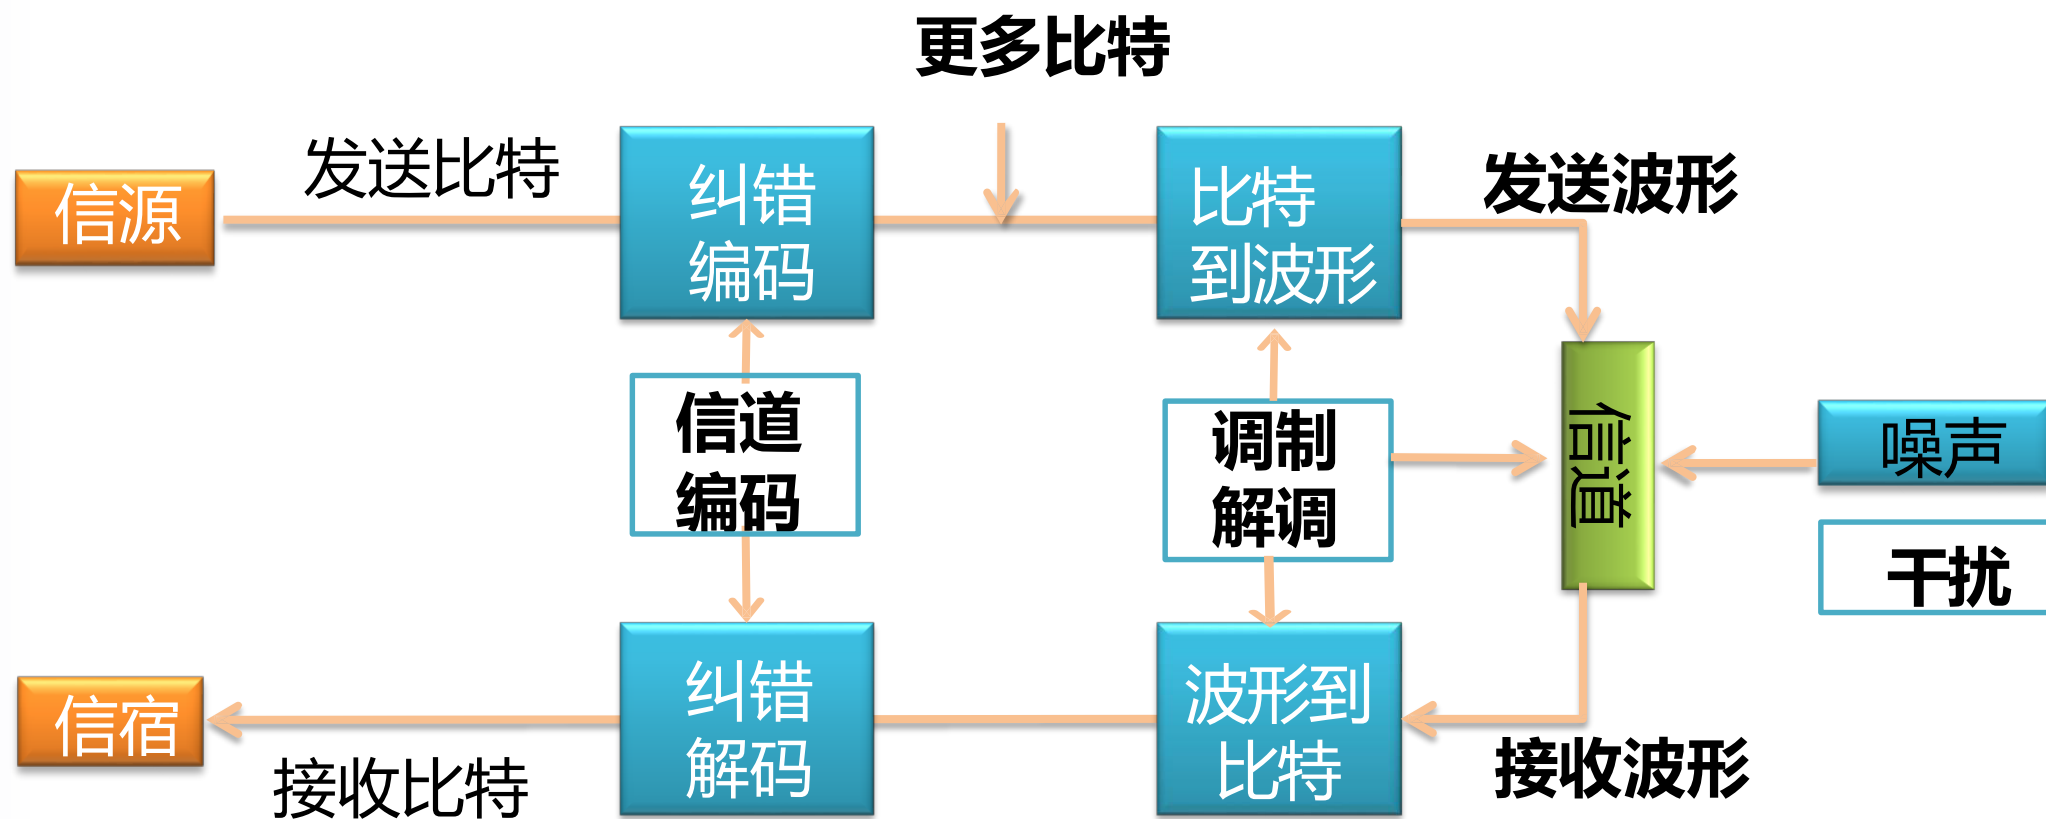 更多比特
发送比特
信源
纠错
编码
比特
到波形
发送波形
信道
编码
调制
解调
信道
噪声
干扰
信宿
接收比特
纠错
解码
波形到
比特
接收波形